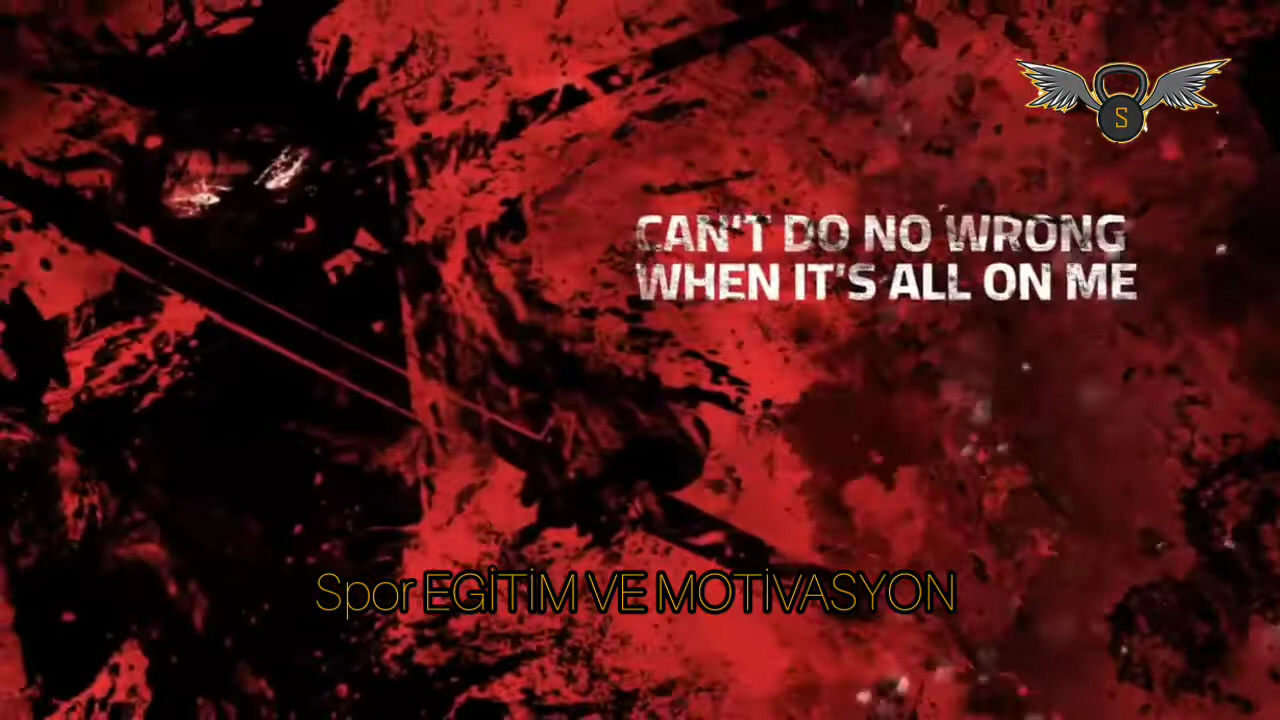 S
CAN'T DO NO WRONG
WHEN IT'S ALL ON ME
Spor EGİTİM VE MOTİVASYON